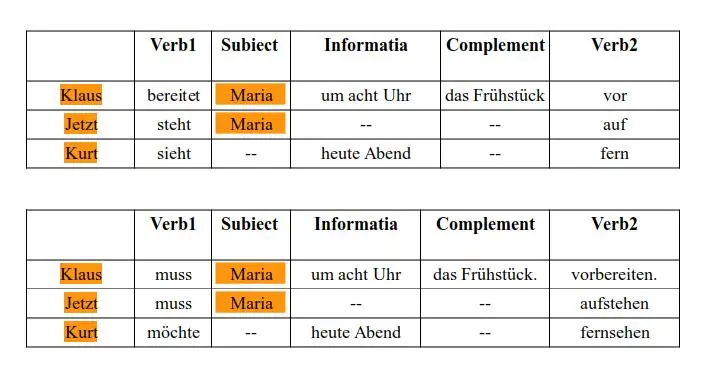 Verb1 Subiect Informatia Complement Verb2
Klaus bereitet Maria um acht Uhr das Frühstück vor
Jetzt steht Maria -- -- auf
Kurt sieht -- heute Abend -- fern
Verb1 Subiect Informatia Complement Verb2
Klaus muss Maria um acht Uhr das Frühstück. vorbereiten.
Jetzt muss Maria -- -- aufstehen
Kurt möchte -- heute Abend -- fernsehen